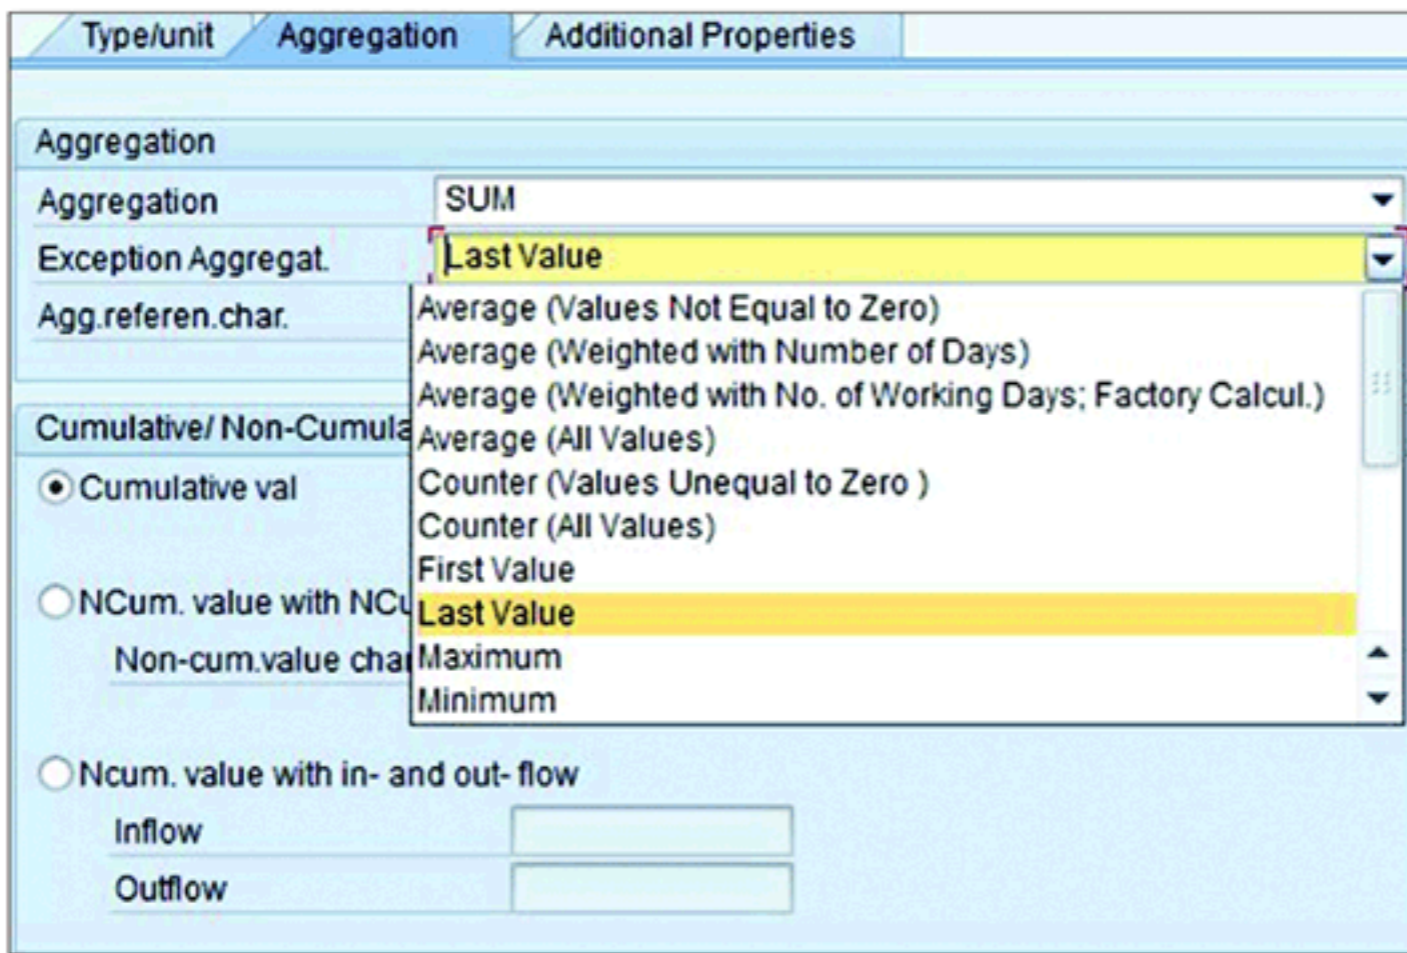 Type/unit Aggregation Additional Properties
Aggregation
Aggregation SUM
Exception Aggregat. Last Value
Agg.referen.char.
Average (Values Not Equal to Zero)
Average (Weighted with Number of Days)
Average (Weighted with No. of Working Days; Factory Calcul.)
Cumulative/ Non-Cumula
Average (All Values)
Cumulative val
Counter (Values Unequal to Zero )
Counter (All Values)
First Value
NCum. value with NCu
Last Value
Non-cum.value char
Maximum
Minimum
Ncum. value with in- and out- flow
Inflow
Outflow